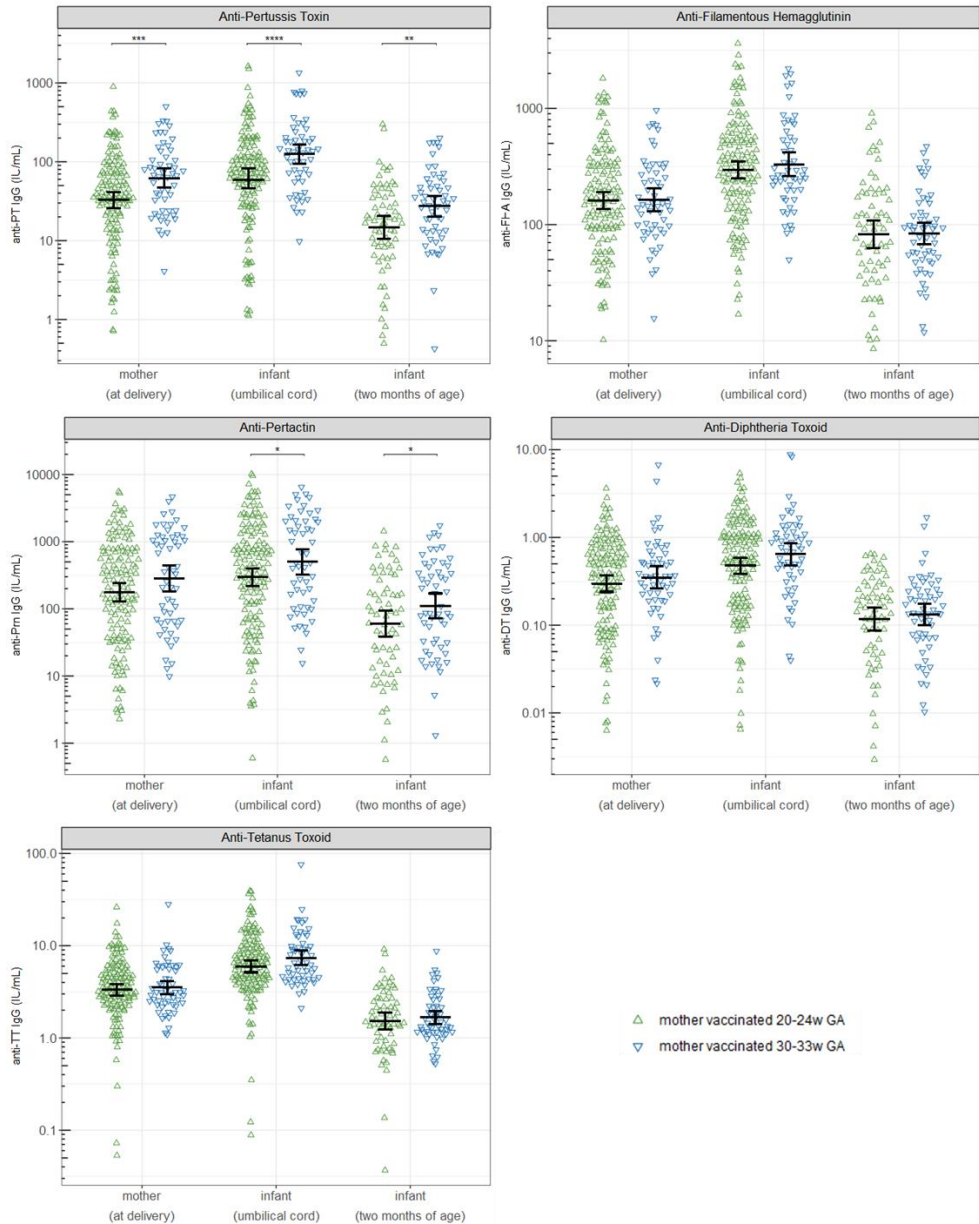 Anti-Pertussis Toxin
*** **** **
1000
100
10
1
anti-PT IgG (IU/mL)
mother infant infant
(at delivery) (umbilical cord) (two months of age)
Anti-Filamentous Hemagglutinin
1000
100
10
anti-FHA IgG (IU/mL)
mother infant infant
(at delivery) (umbilical cord) (two months of age)
Anti-Pertactin
* *
10000
1000
100
10
1
anti-Prn IgG (IU/mL)
mother infant infant
(at delivery) (umbilical cord) (two months of age)
Anti-Diphtheria Toxoid
10.00
1.00
0.10
0.01
anti-DT IgG (IU/mL)
mother infant infant
(at delivery) (umbilical cord) (two months of age)
Anti-Tetanus Toxoid
100.0
10.0
1.0
0.1
anti-TT IgG (IU/mL)
mother infant infant
(at delivery) (umbilical cord) (two months of age)
mother vaccinated 20-24w GA
mother vaccinated 30-33w GA